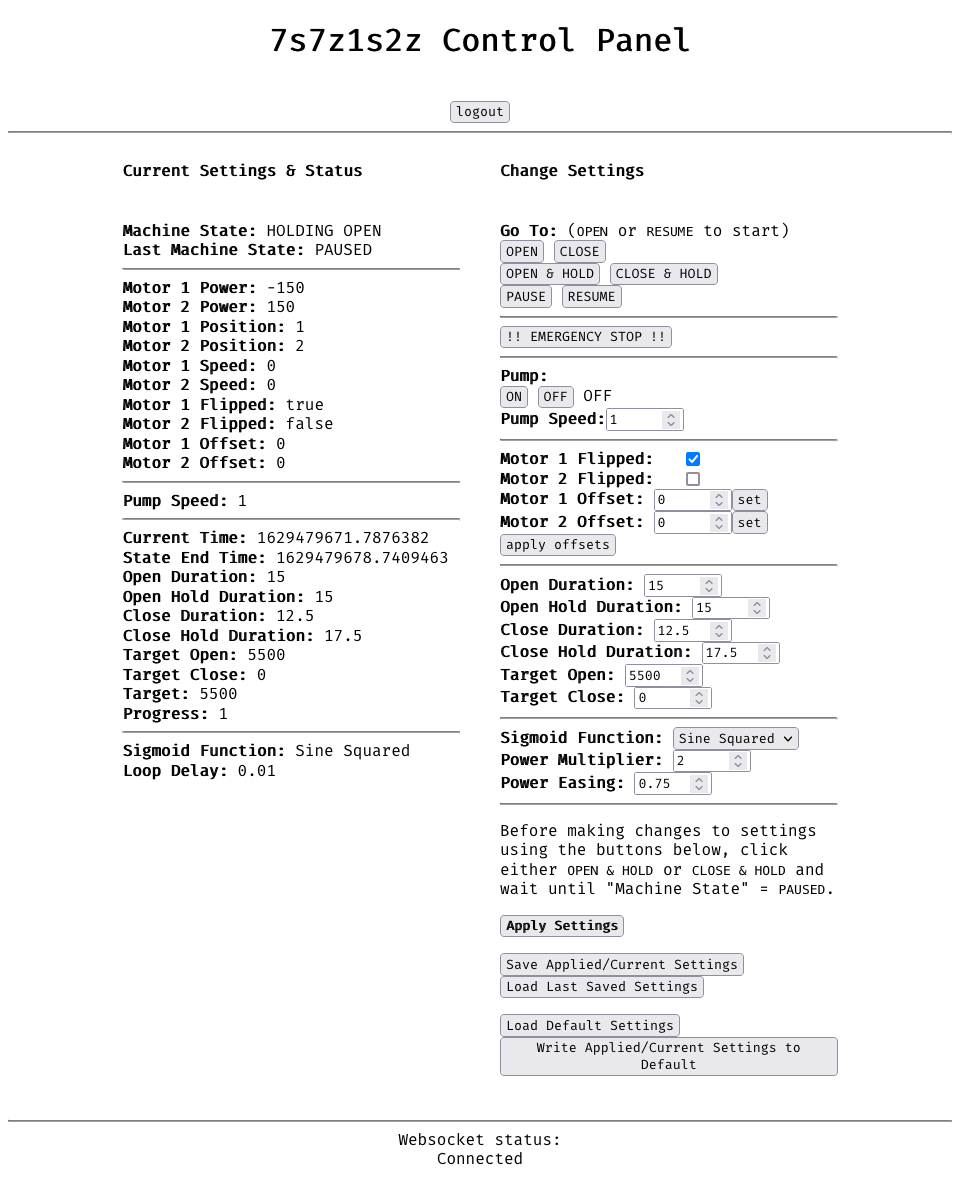 7s7z1s2z Control Panel
logout
Current Settings & Status
Machine State: HOLDING OPEN
Last Machine State: PAUSED
Motor 1 Power: -150
Motor 2 Power: 150
Motor 1 Position: 1
Motor 2 Position: 2
Motor 1 Speed: 0
Motor 2 Speed: 0
Motor 1 Flipped: true
Motor 2 Flipped: false
Motor 1 Offset: 0
Motor 2 Offset: 0
Pump Speed: 1
Current Time: 1629479671.7876382
State End Time: 1629479678.7409463
Open Duration: 15
Open Hold Duration: 15
Close Duration: 12.5
Close Hold Duration: 17.5
Target Open: 5500
Target Close: 0
Target: 5500
Progress: 1
Sigmoid Function: Sine Squared
Loop Delay: 0.01
Change Settings
Go To: (OPEN or RESUME to start)
OPEN CLOSE
OPEN & HOLD CLOSE & HOLD
PAUSE RESUME
!! EMERGENCY STOP !!
Pump:
ON OFF OFF
Pump Speed: 1
Motor 1 Flipped:
Motor 2 Flipped:
Motor 1 Offset: 0 set
Motor 2 Offset: 0 set
apply offsets
Open Duration: 15
Open Hold Duration: 15
Close Duration: 12.5
Close Hold Duration: 17.5
Target Open: 5500
Target Close: 0
Sigmoid Function: Sine Squared
Power Multiplier: 2
Power Easing: 0.75
Before making changes to settings
using the buttons below, click
either OPEN & HOLD or CLOSE & HOLD and
wait until "Machine State" = PAUSED.
Apply Settings
Save Applied/Current Settings
Load Last Saved Settings
Load Default Settings
Write Applied/Current Settings to
Default
Websocket status:
Connected